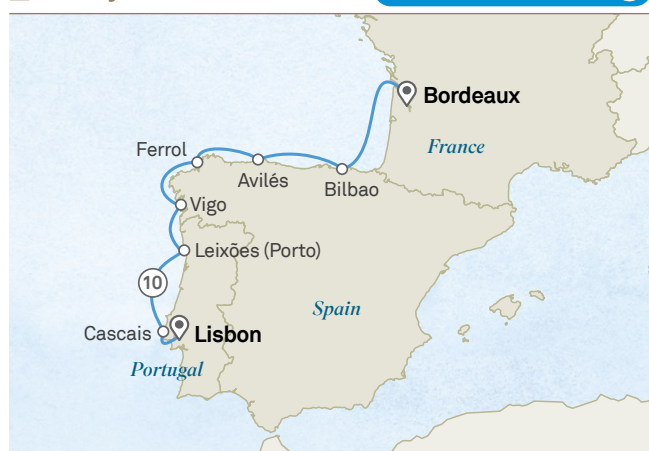 Bordeaux
France
Ferrol
Avilés
Bilbao
Vigo
Leixões (Porto)
10
Spain
Cascais
Lisbon
Portugal